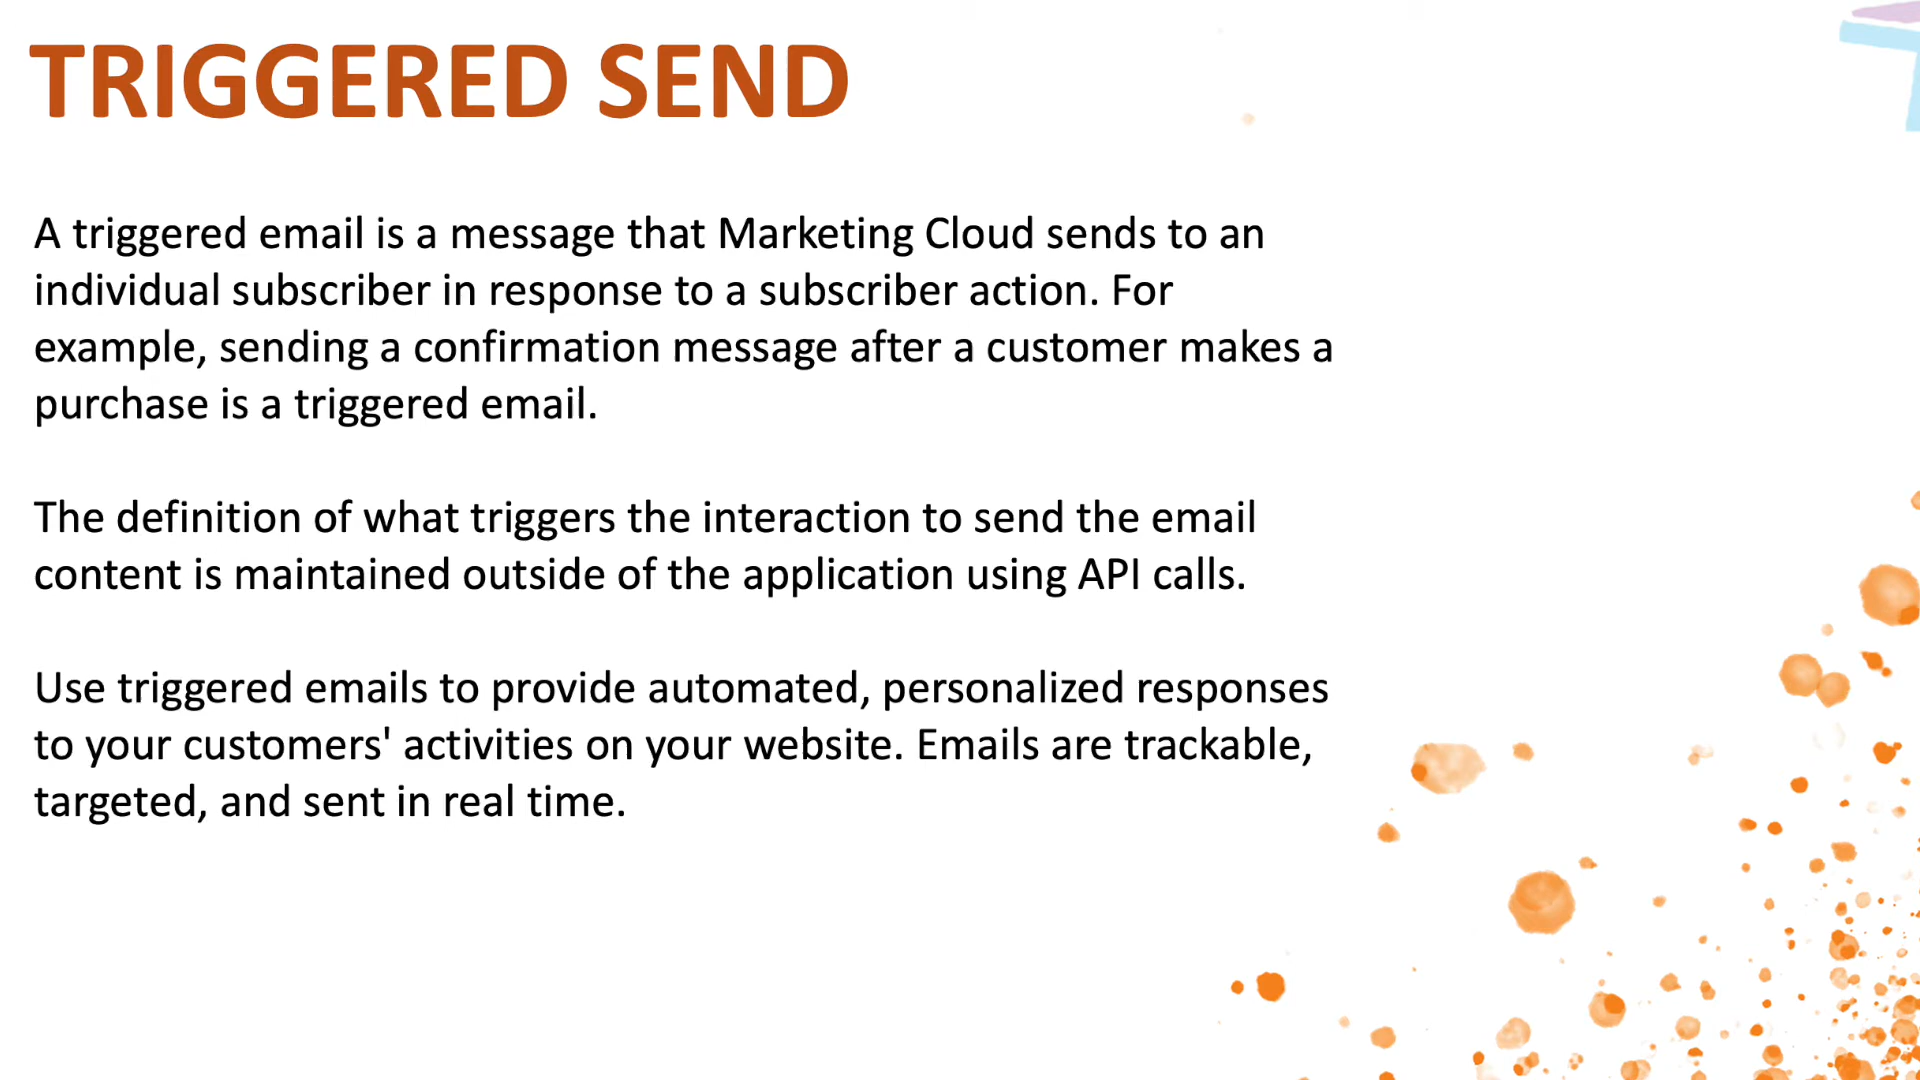 TRIGGERED SEND
A triggered email is a message that Marketing Cloud sends to an
individual subscriber in response to a subscriber action. For
example, sending a confirmation message after a customer makes a
purchase is a triggered email.
The definition of what triggers the interaction to send the email
content is maintained outside of the application using API calls.
Use triggered emails to provide automated, personalized responses
to your customers' activities on your website. Emails are trackable,
targeted, and sent in real time.